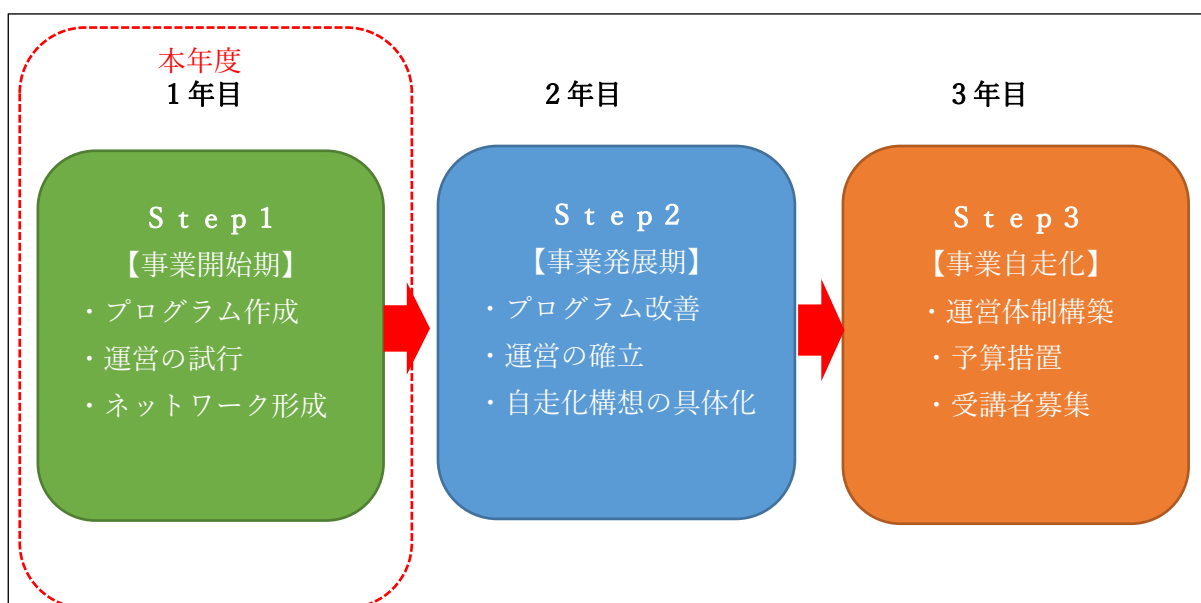 本年度
1年目
Step1
【事業開始期】
・プログラム作成
・運営の試行
・ネットワーク形成
2年目
Step2
【事業発展期】
・プログラム改善
・運営の確立
・自走化構想の具体化
3年目
Step3
【事業自走化】
・運営体制構築
・予算措置
・受講者募集